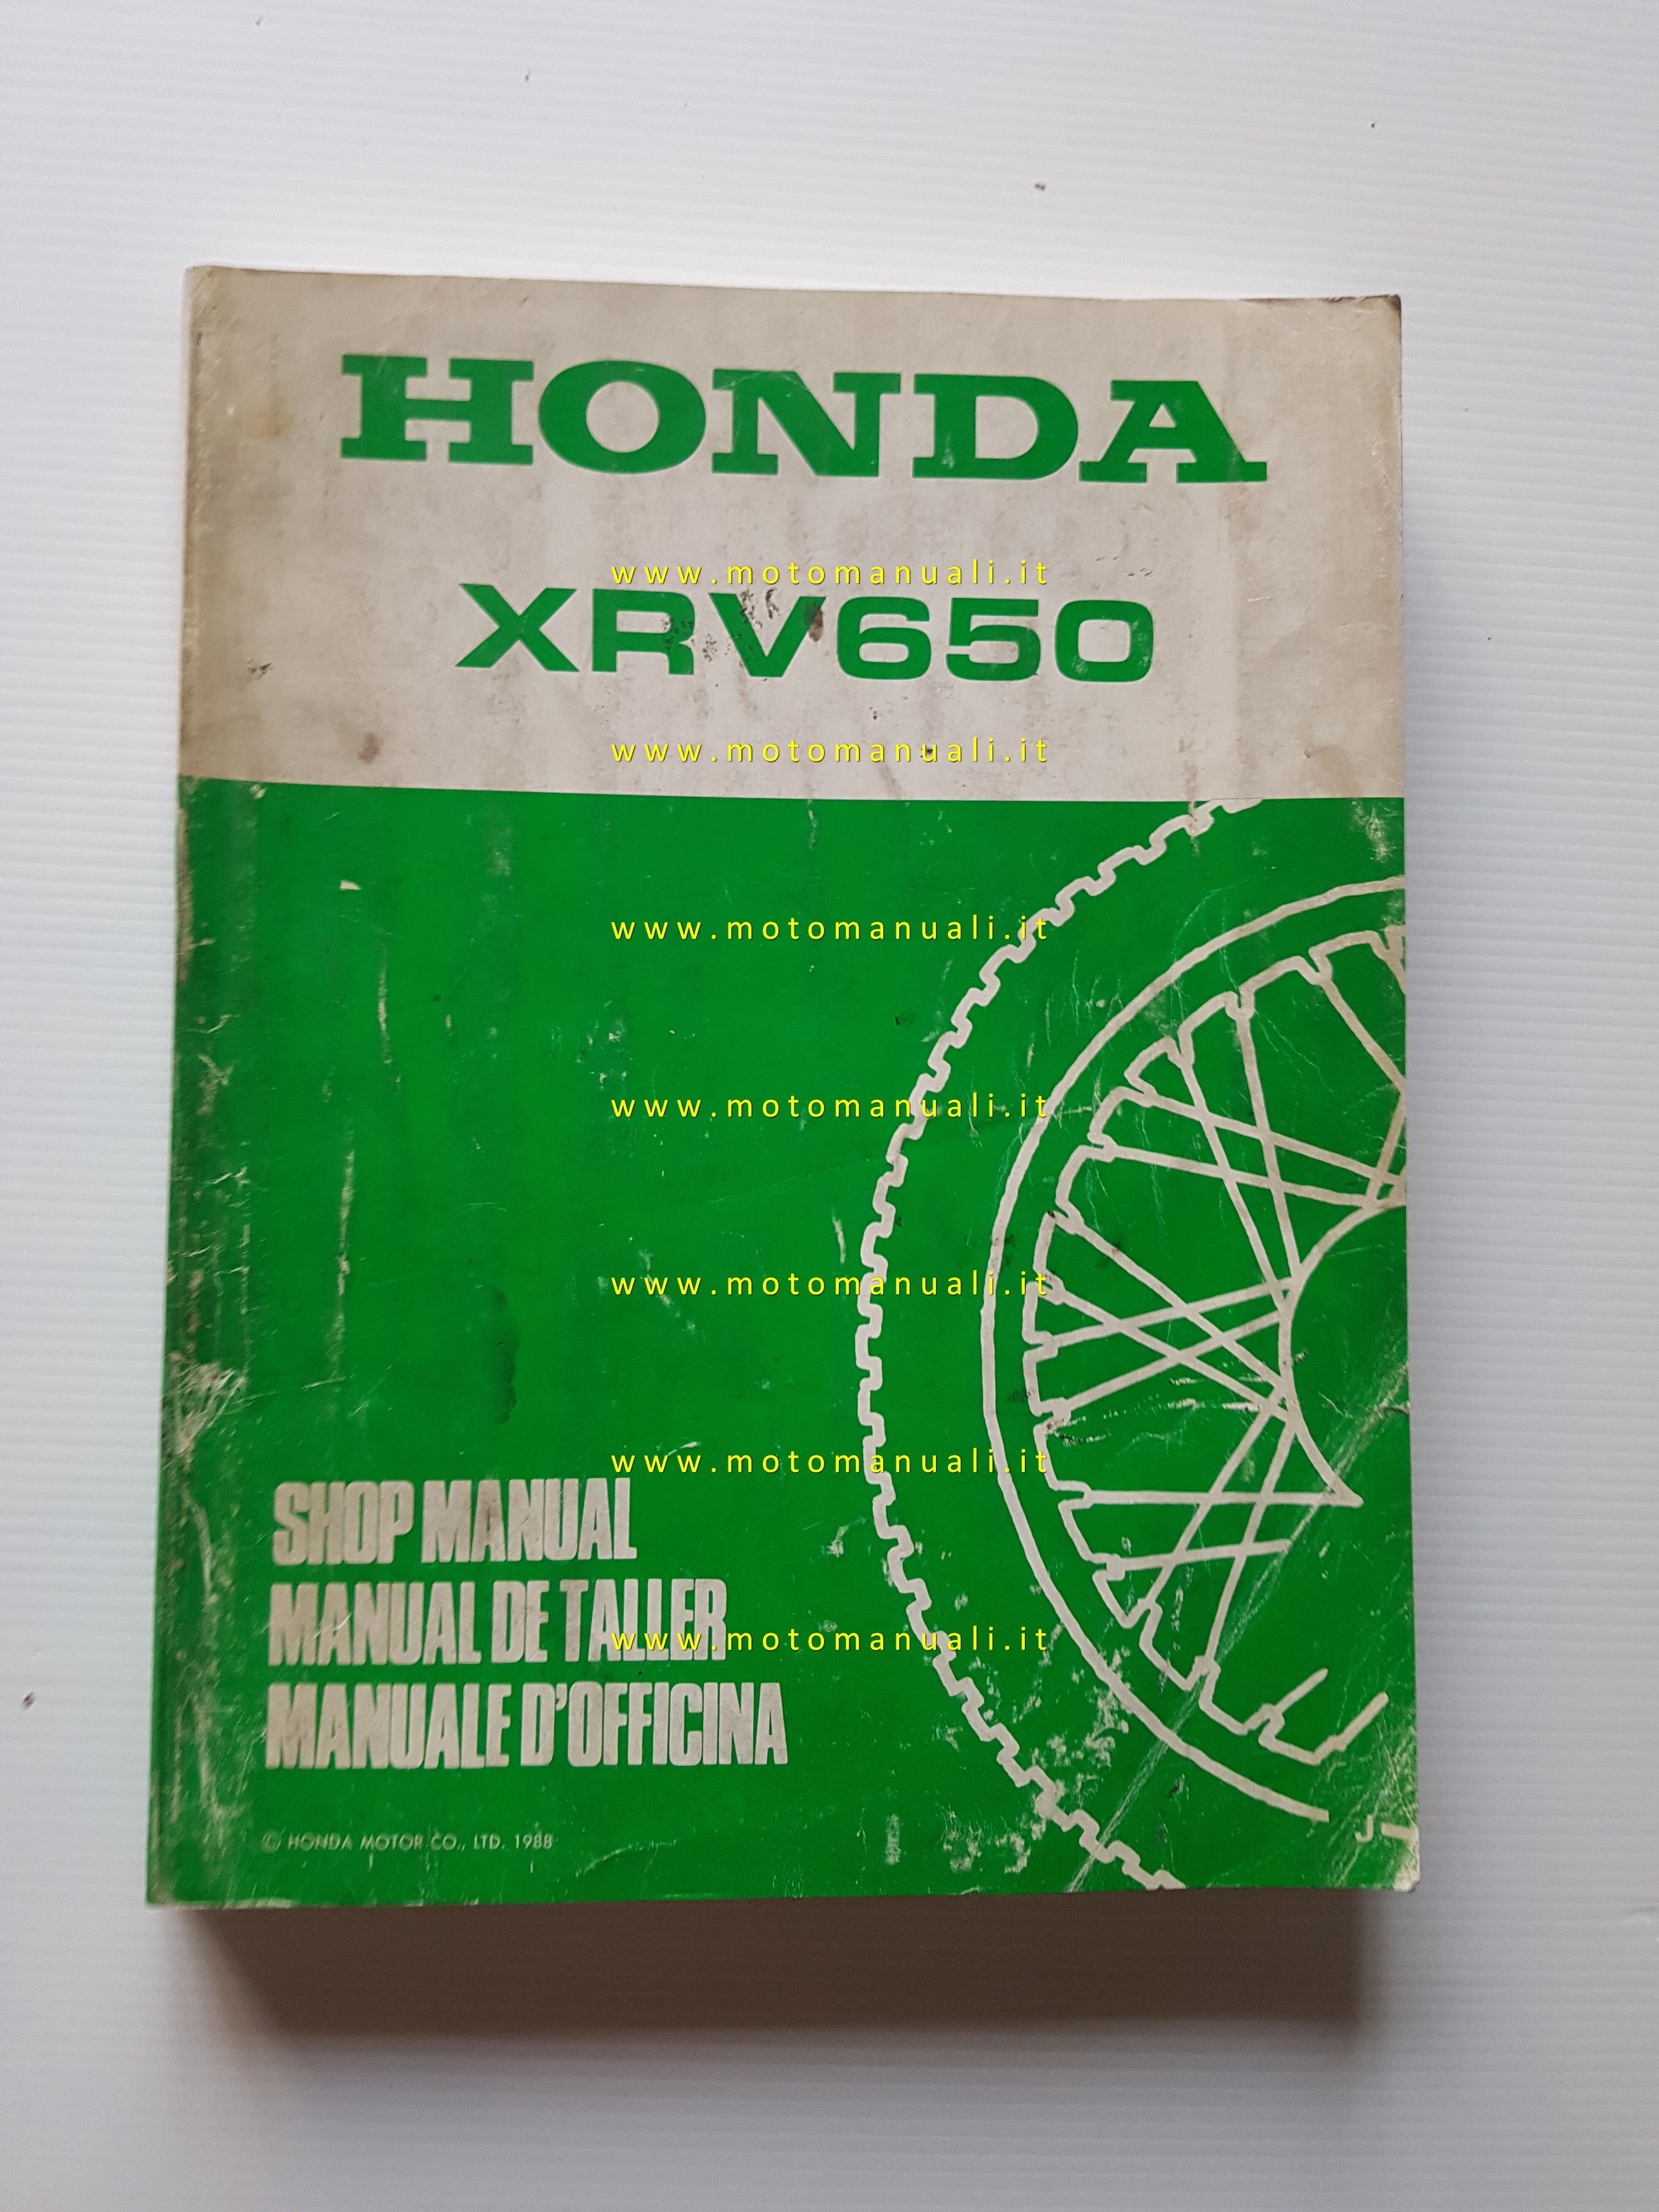 HONDA
www.motomanuali.it
XRV650
www.motomanuali.it
www.motomanuali.it
www.motomanuali.it
www.motomanuali.it
www.motomanuali.it
SHOP MANUAL
MANUAL DE TALLER
www.motomanuali.it
MANUALE D'OFFICINA
© HONDA MOTOR CO., LTD. 1988